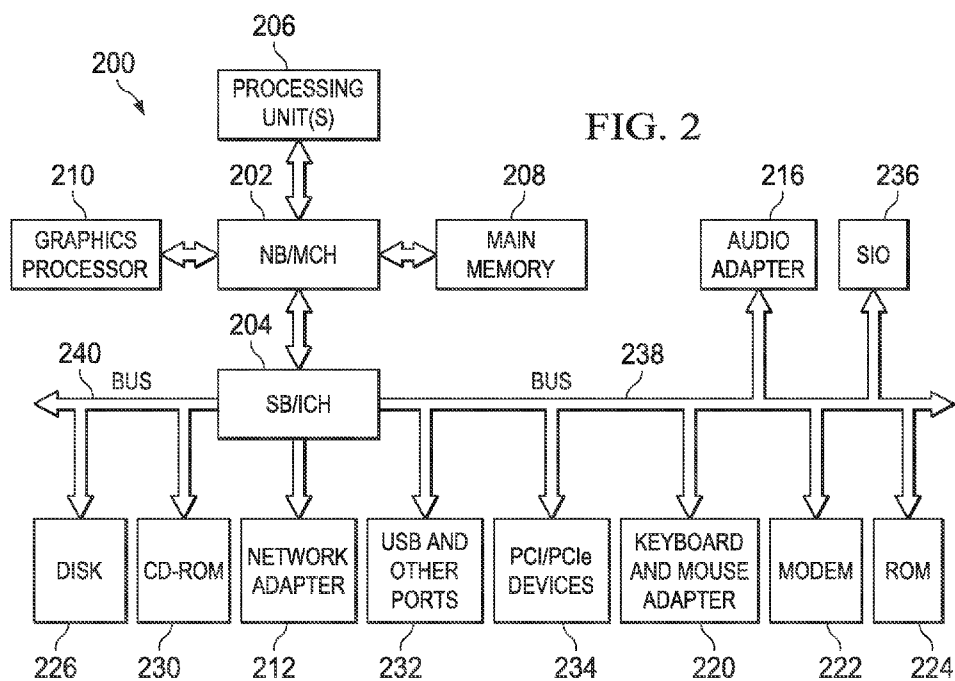 206
200
PROCESSING
UNIT(S)
FIG. 2
210
202
208
216
236
GRAPHICS
PROCESSOR
NB/MCH
MAIN
MEMORY
AUDIO
ADAPTER
SIO
204
240
BUS
SB/ICH
BUS
238
DISK
CD-ROM
NETWORK
ADAPTER
USB AND
OTHER
PORTS
PCI/PCIe
DEVICES
KEYBOARD
AND MOUSE
ADAPTER
MODEM
ROM
226
230
212
232
234
220
222
224